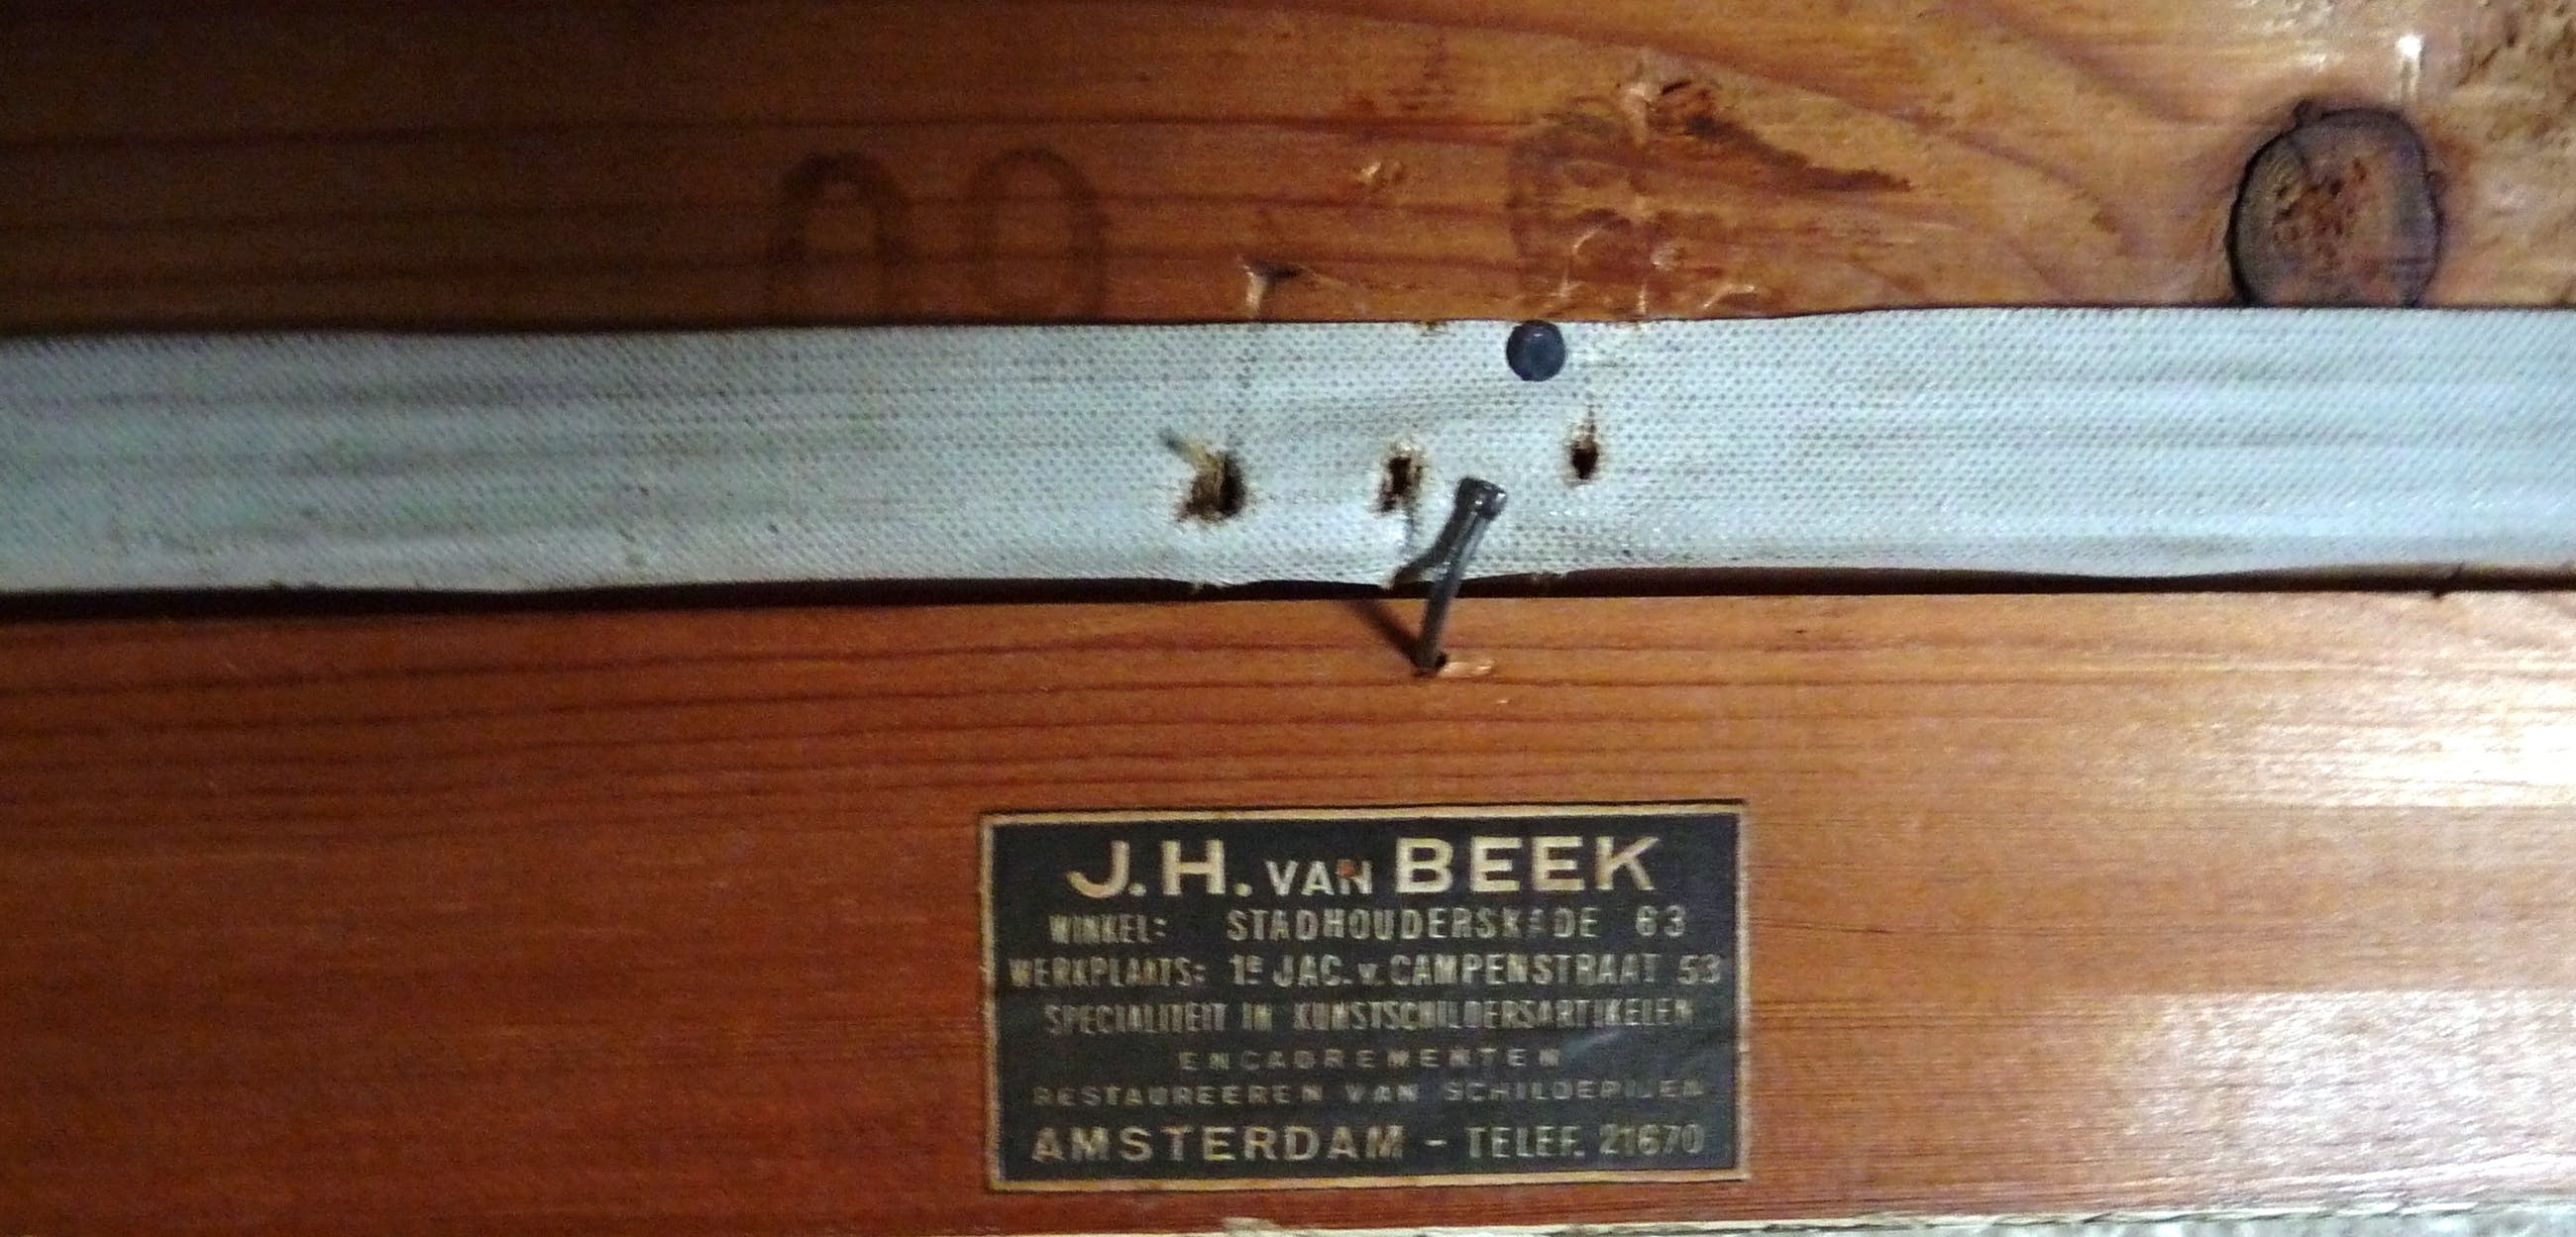 00
J.H. VAN BEEK
WINKEL: STADHOUDERSKADE 63
WERKPLAATS: 1E JAC. v. CAMPENSTRAAT 53
SPECIALITEIT IN KUNSTSCHILDERSARTIKELEN
ENCADREMENTEN
RESTAUREEREN VAN SCHILDERIJEN
AMSTERDAM - TELEF. 21670